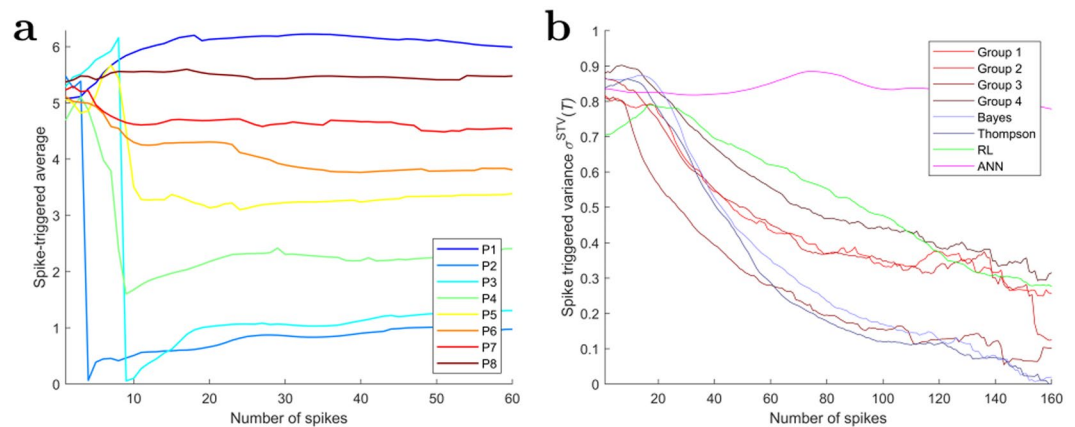 a
Spike-triggered average
6
5
4
3
2
1
0
10
20
30
40
50
60
Number of spikes
P1
P2
P3
P4
P5
P6
P7
P8
b
Spike triggered variance σ^STV(T)
1
0.9
0.8
0.7
0.6
0.5
0.4
0.3
0.2
0.1
0
20
40
60
80
100
120
140
160
Number of spikes
Group 1
Group 2
Group 3
Group 4
Bayes
Thompson
RL
ANN